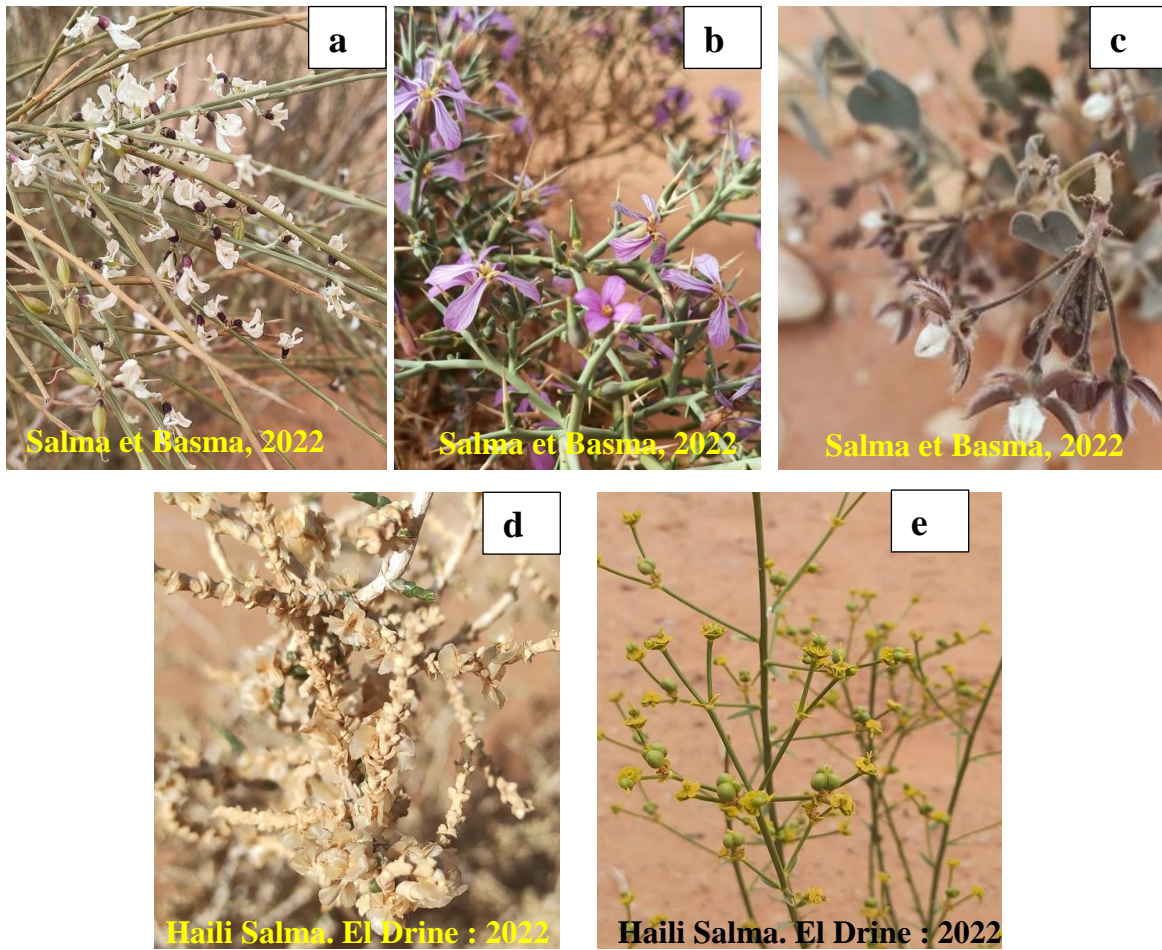 a
b
c
Salma et Basma, 2022
Salma et Basma, 2022
Salma et Basma, 2022
d
e
Haili Salma. El Drine : 2022
Haili Salma. El Drine : 2022